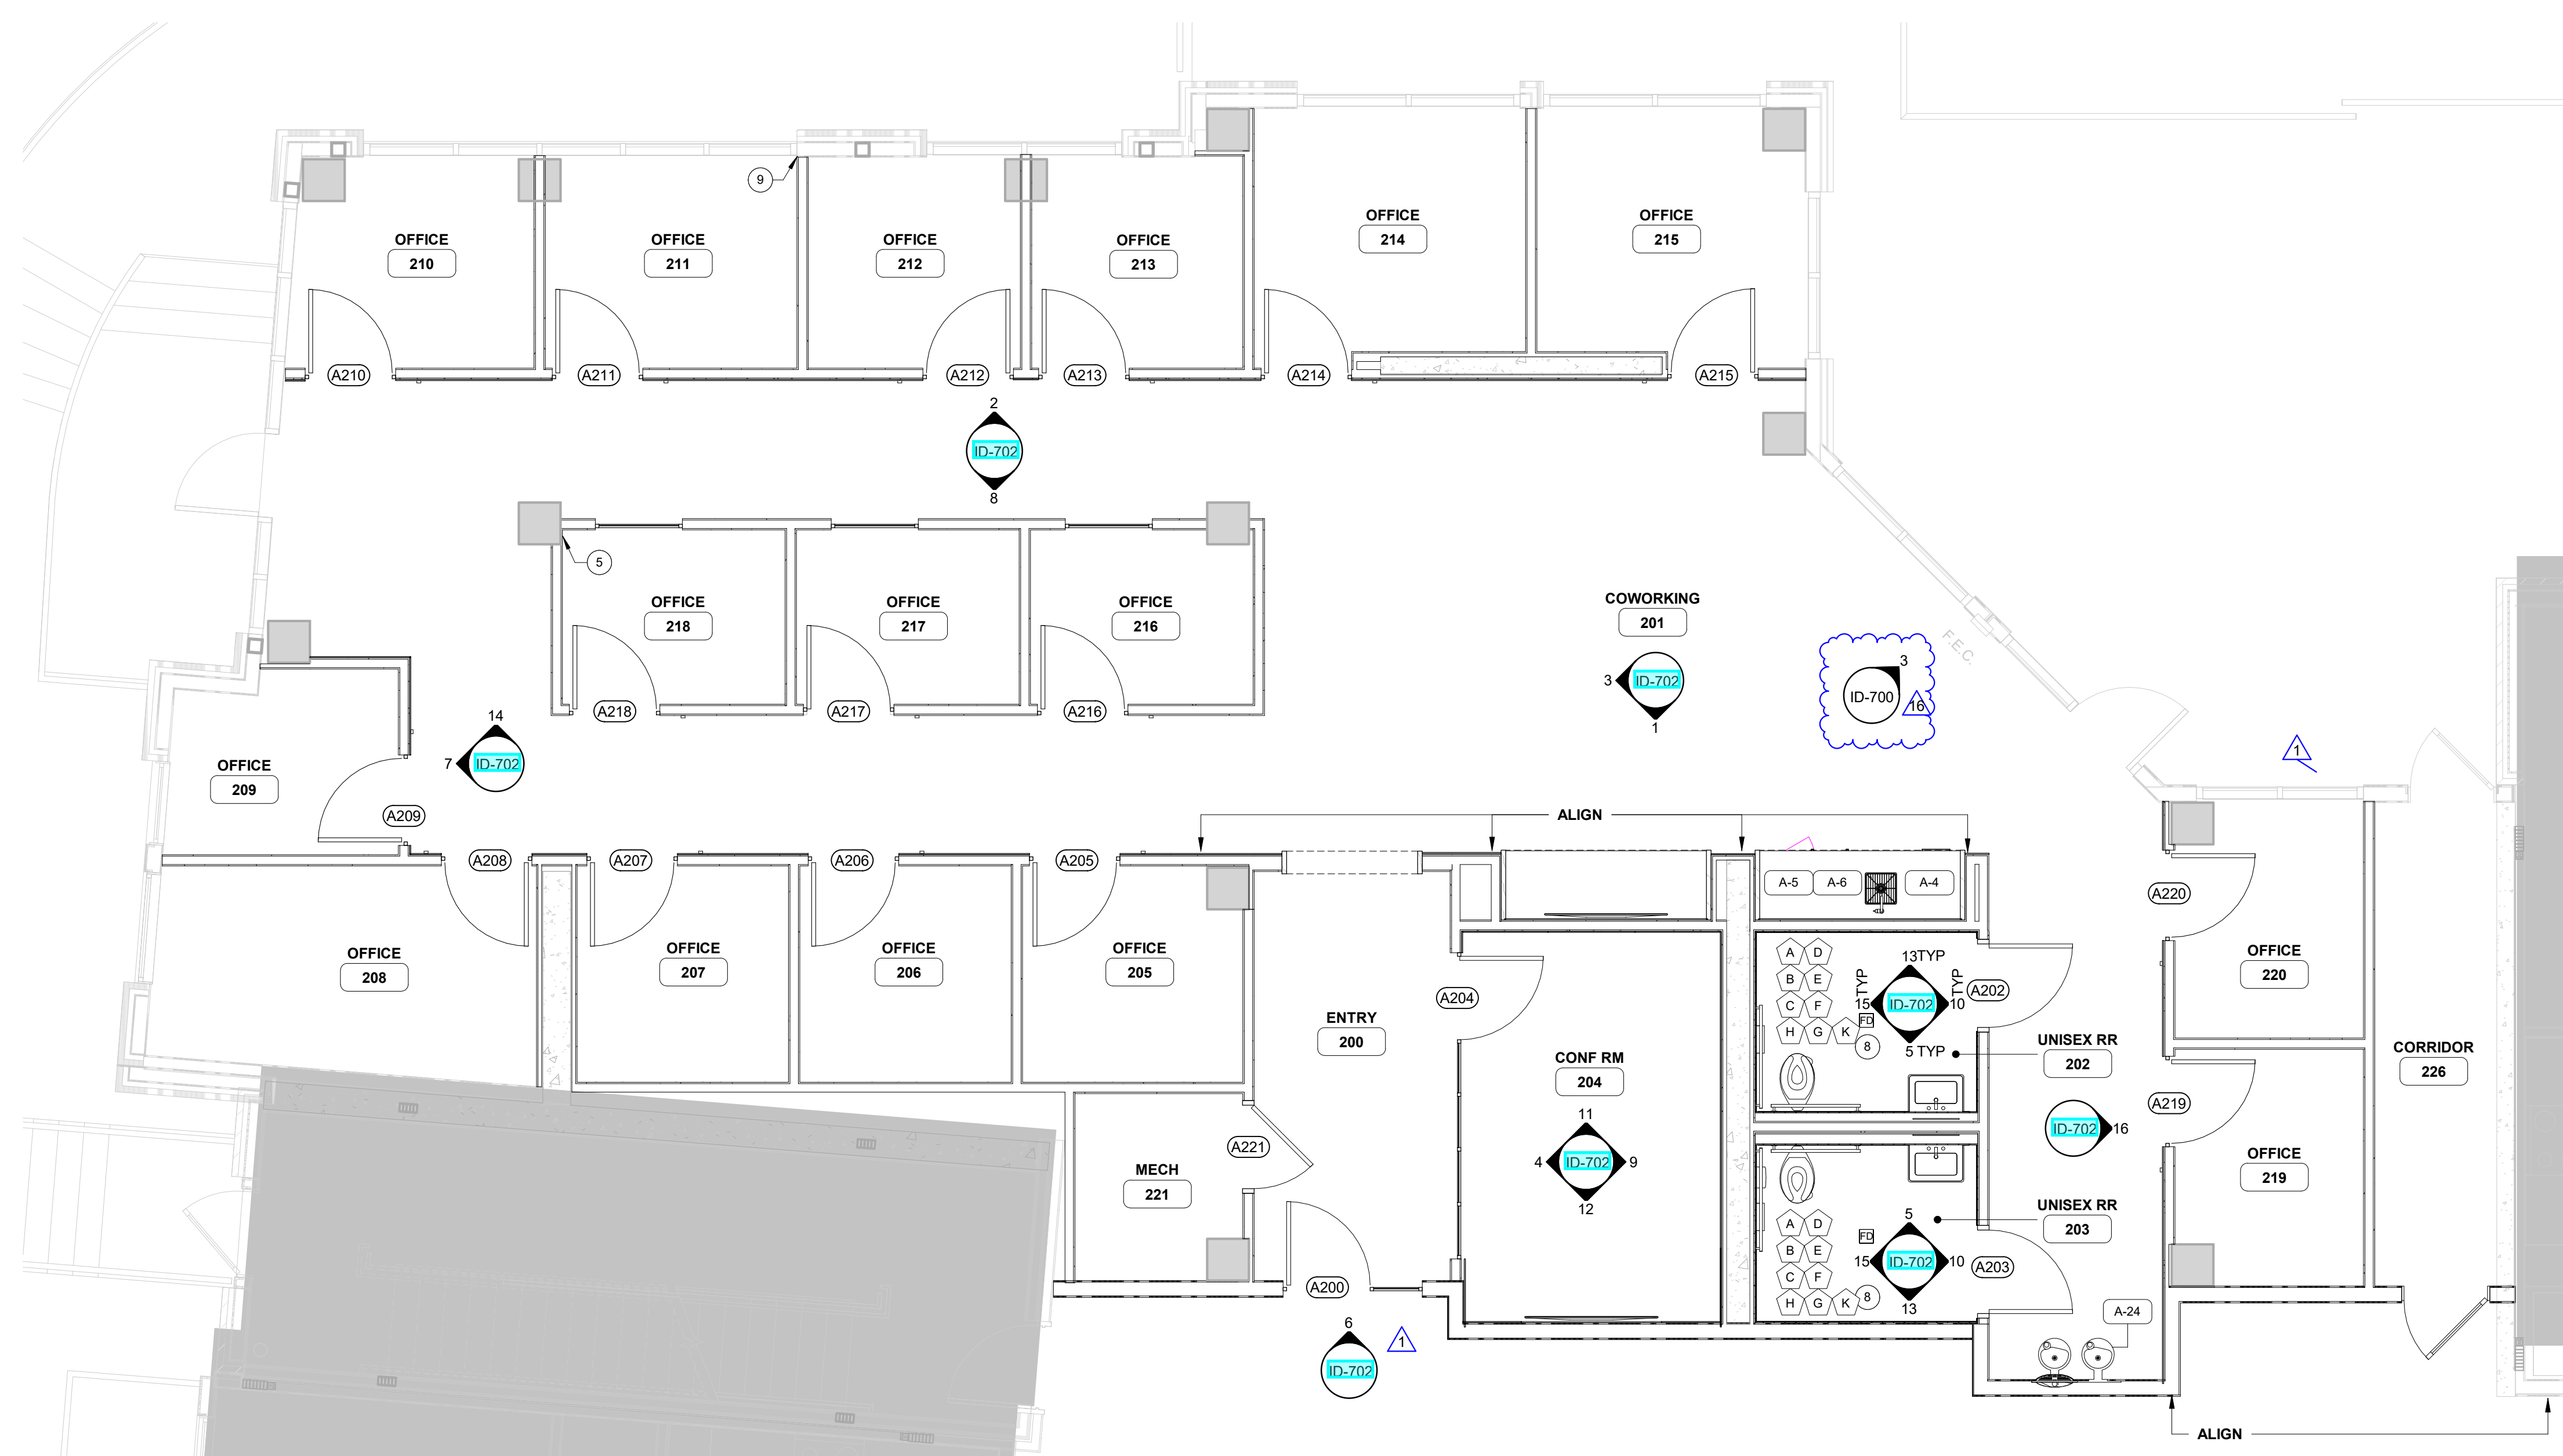 OFFICE
214
OFFICE
215
OFFICE
210
OFFICE
211
OFFICE
212
OFFICE
213
9
A210
A211
A212
A213
A214
A215
2
ID-702
8
5
OFFICE
218
OFFICE
217
OFFICE
216
COWORKING
201
3
ID-702
1
3
ID-700
16
F.E.C.
A218
A217
A216
14
7
ID-702
1
OFFICE
209
A209
ALIGN
A208
A207
A206
A205
A-5
A-6
A-4
A220
OFFICE
208
OFFICE
207
OFFICE
206
OFFICE
205
OFFICE
220
A204
ENTRY
200
A D
B E
C F
H G K
FD
8
13TYP
TYP
TYP
15
ID-702
10
5 TYP
A202
UNISEX RR
202
CORRIDOR
226
CONF RM
204
11
4
ID-702
9
12
A219
ID-702
16
A221
MECH
221
OFFICE
219
UNISEX RR
203
A D
B E
C F
H G K
FD
8
5
15
ID-702
10
13
A203
A200
A-24
6
ID-702
1
ALIGN